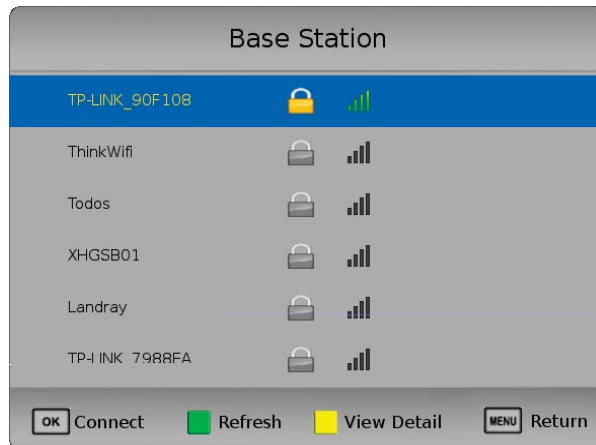 Base Station
TP-LINK_90F108
ThinkWifi
Todos
XHGSB01
Landray
TP-LINK_7988FA
OK Connect Refresh View Detail MENU Return